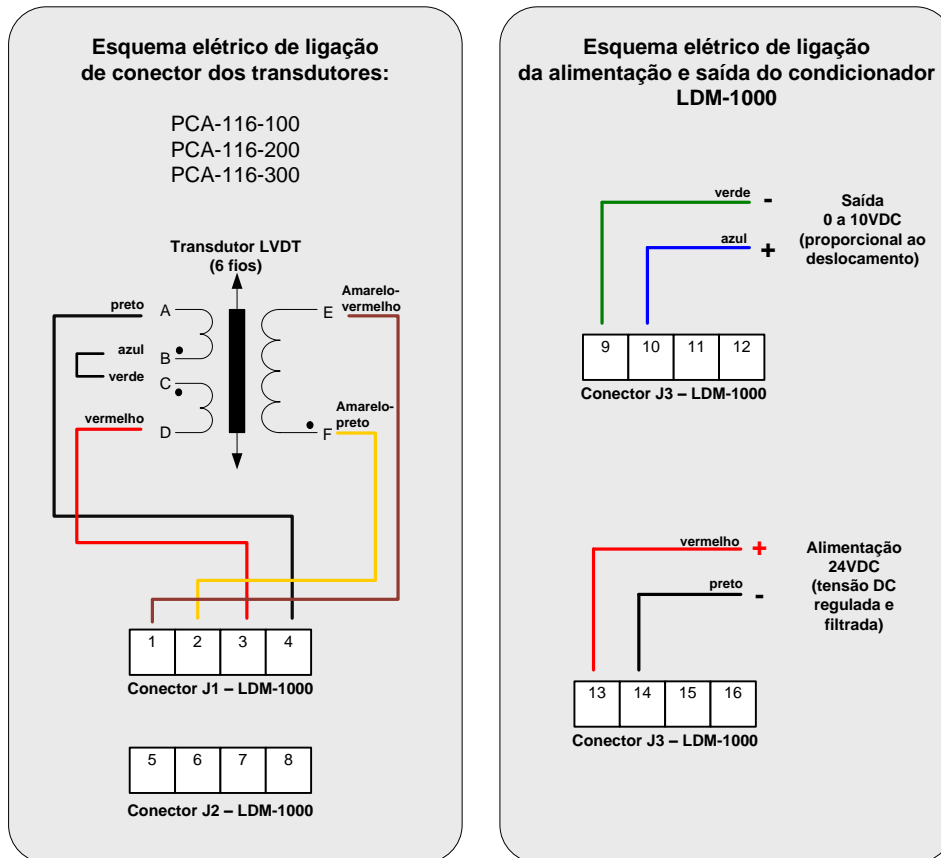 Esquema elétrico de ligação
de conector dos transdutores:
PCA-116-100
PCA-116-200
PCA-116-300
Transdutor LVDT
(6 fios)
preto
A
azul
B
verde
C
vermelho
D
Amarelo-
vermelho
E
Amarelo-
preto
F
1 2 3 4
Conector J1 – LDM-1000
5 6 7 8
Conector J2 – LDM-1000
Esquema elétrico de ligação
da alimentação e saída do condicionador
LDM-1000
verde -
azul +
Saída
0 a 10VDC
(proporcional ao
deslocamento)
9 10 11 12
Conector J3 – LDM-1000
vermelho +
preto -
Alimentação
24VDC
(tensão DC
regulada e
filtrada)
13 14 15 16
Conector J3 – LDM-1000